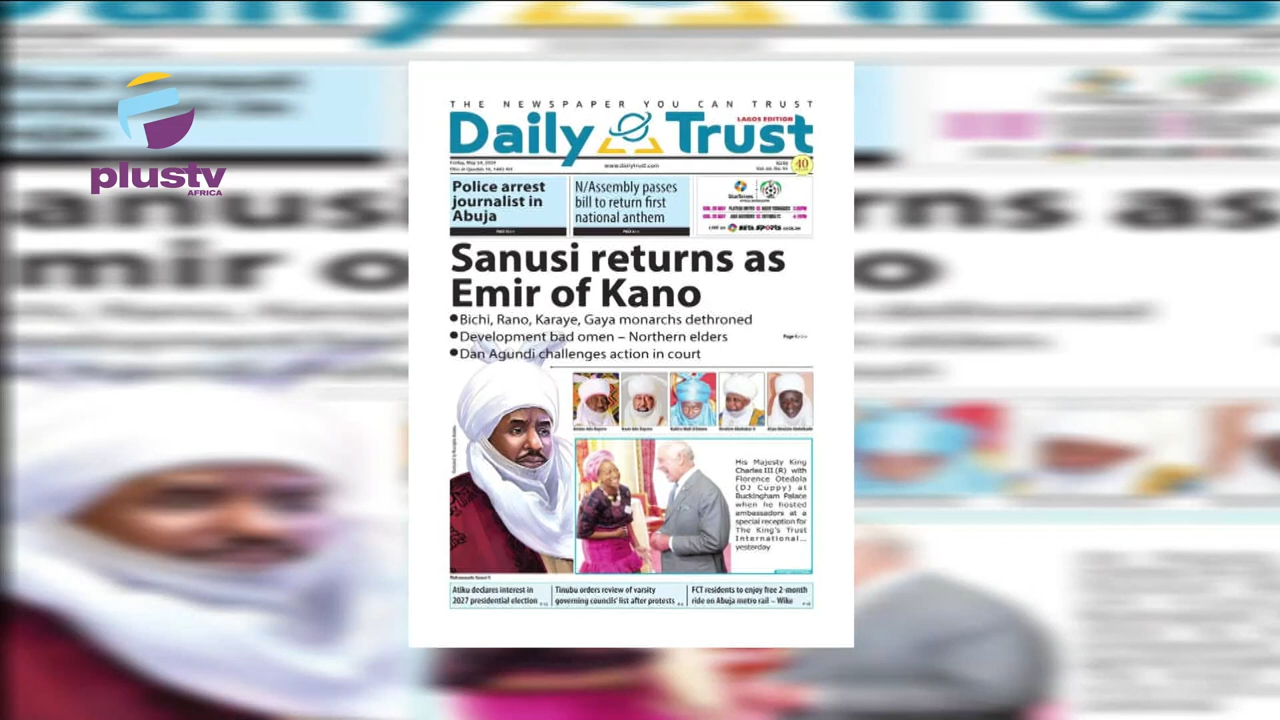 plustv
AFRICA
THE NEWSPAPER YOU CAN TRUST
LAGOS EDITION
Daily Trust
Friday, May 24, 2024
www.dailytrust.com
40
Police arrest
journalist in
Abuja
N/Assembly passes
bill to return first
national anthem
StarTimes
Sanusi returns as
Emir of Kano
Bichi, Rano, Karaye, Gaya monarchs dethroned
Development bad omen – Northern elders
Dan Agundi challenges action in court
His Majesty King
Charles III (R) with
Florence Otedola
(DJ Cuppy) at
Buckingham Palace
when he hosted
ambassadors at a
special reception for
The King's Trust
International...
yesterday
Atiku declares interest in
2027 presidential election
Tinubu orders review of varsity
governing councils' list after protests
FCT residents to enjoy free 2-month
ride on Abuja metro rail – Wike